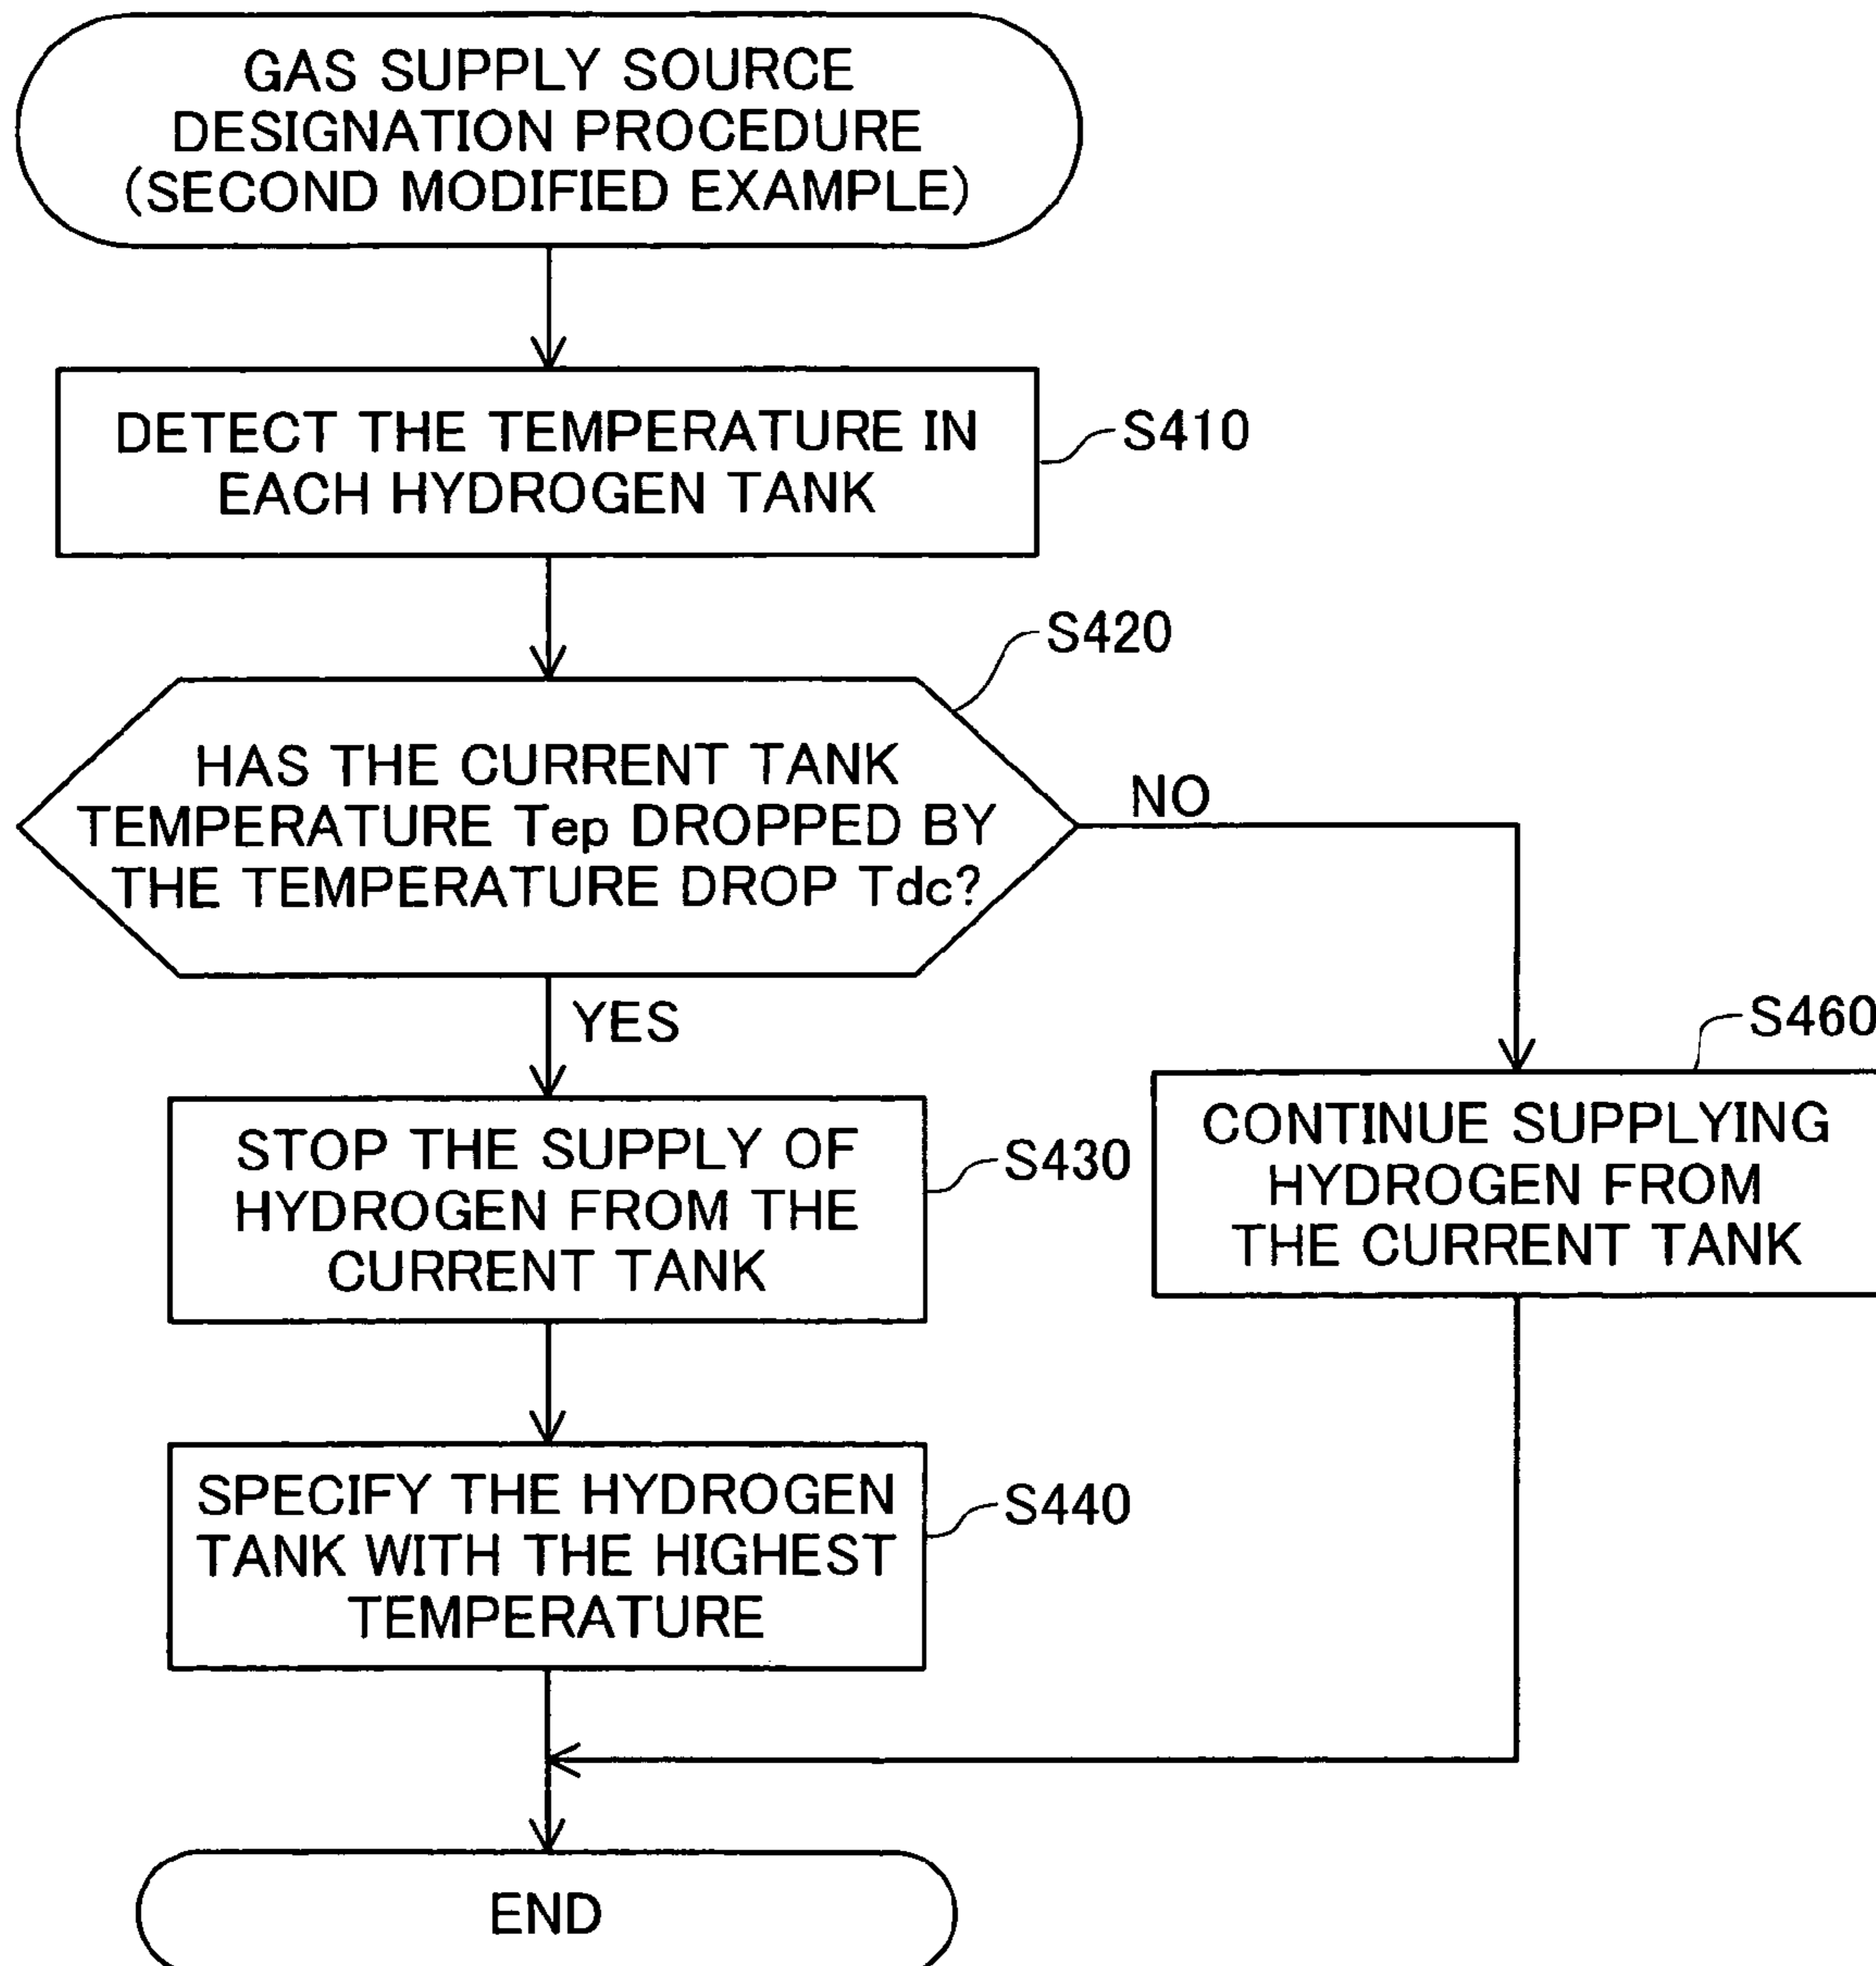 GAS SUPPLY SOURCE
DESIGNATION PROCEDURE
(SECOND MODIFIED EXAMPLE)
DETECT THE TEMPERATURE IN
EACH HYDROGEN TANK
S410
S420
HAS THE CURRENT TANK
TEMPERATURE Tep DROPPED BY
THE TEMPERATURE DROP Tdc?
NO
YES
S460
STOP THE SUPPLY OF
HYDROGEN FROM THE
CURRENT TANK
S430
CONTINUE SUPPLYING
HYDROGEN FROM
THE CURRENT TANK
SPECIFY THE HYDROGEN
TANK WITH THE HIGHEST
TEMPERATURE
S440
END